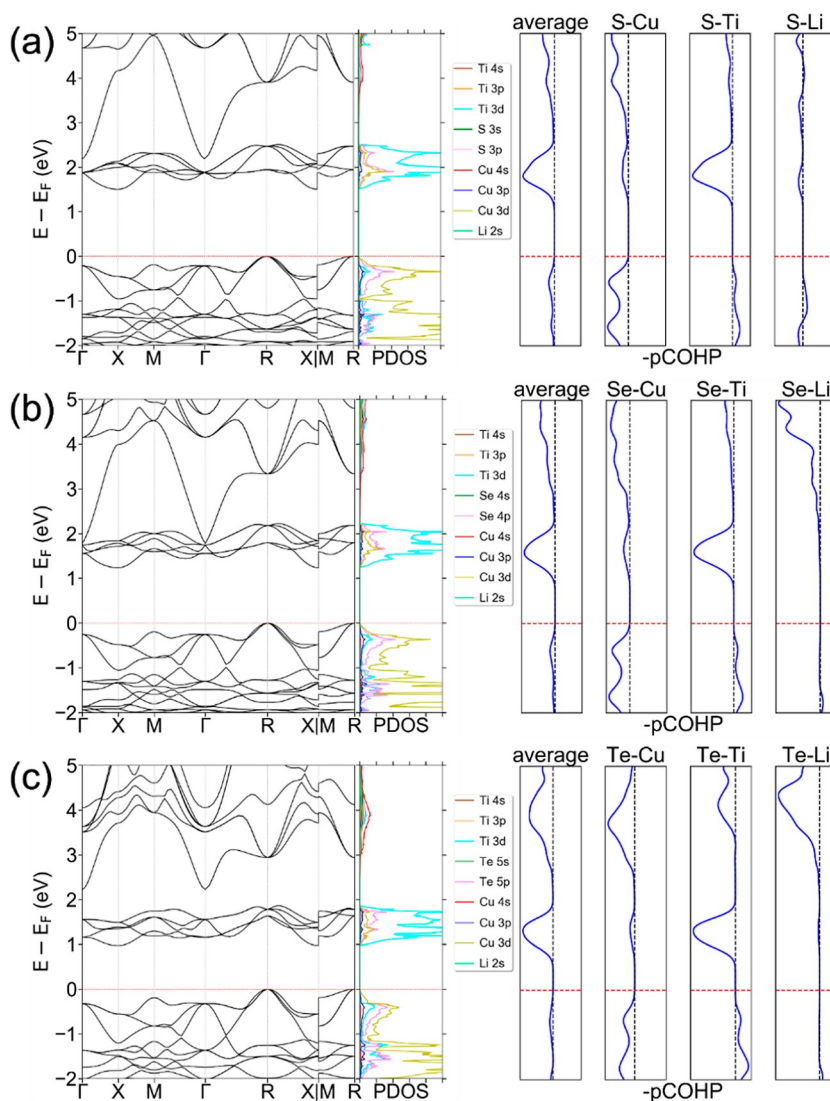 (a)
average S-Cu S-Ti S-Li
E − E_F (eV)
5
4
3
2
1
0
−1
−2
Ti 4s
Ti 3p
Ti 3d
S 3s
S 3p
Cu 4s
Cu 3p
Cu 3d
Li 2s
Γ X M Γ R X|M R PDOS
-pCOHP
(b)
average Se-Cu Se-Ti Se-Li
E − E_F (eV)
5
4
3
2
1
0
−1
−2
Ti 4s
Ti 3p
Ti 3d
Se 4s
Se 4p
Cu 4s
Cu 3p
Cu 3d
Li 2s
Γ X M Γ R X|M R PDOS
-pCOHP
(c)
average Te-Cu Te-Ti Te-Li
E − E_F (eV)
5
4
3
2
1
0
−1
−2
Ti 4s
Ti 3p
Ti 3d
Te 5s
Te 5p
Cu 4s
Cu 3p
Cu 3d
Li 2s
Γ X M Γ R X|M R PDOS
-pCOHP